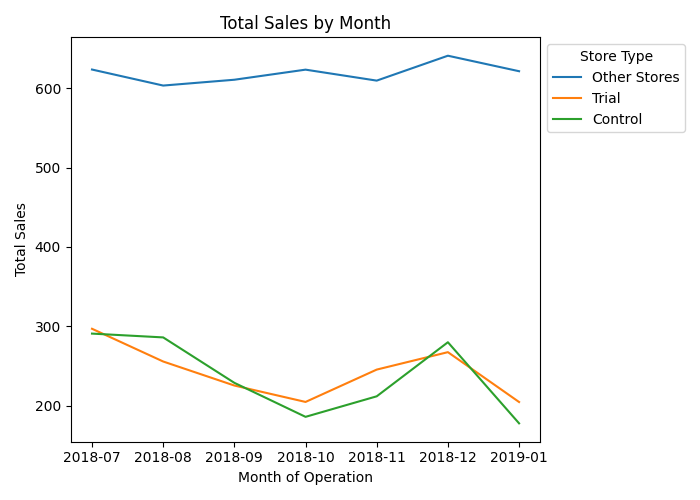 Total Sales by Month
Store Type
Other Stores
Trial
Control
Total Sales
600
500
400
300
200
2018-07 2018-08 2018-09 2018-10 2018-11 2018-12 2019-01
Month of Operation